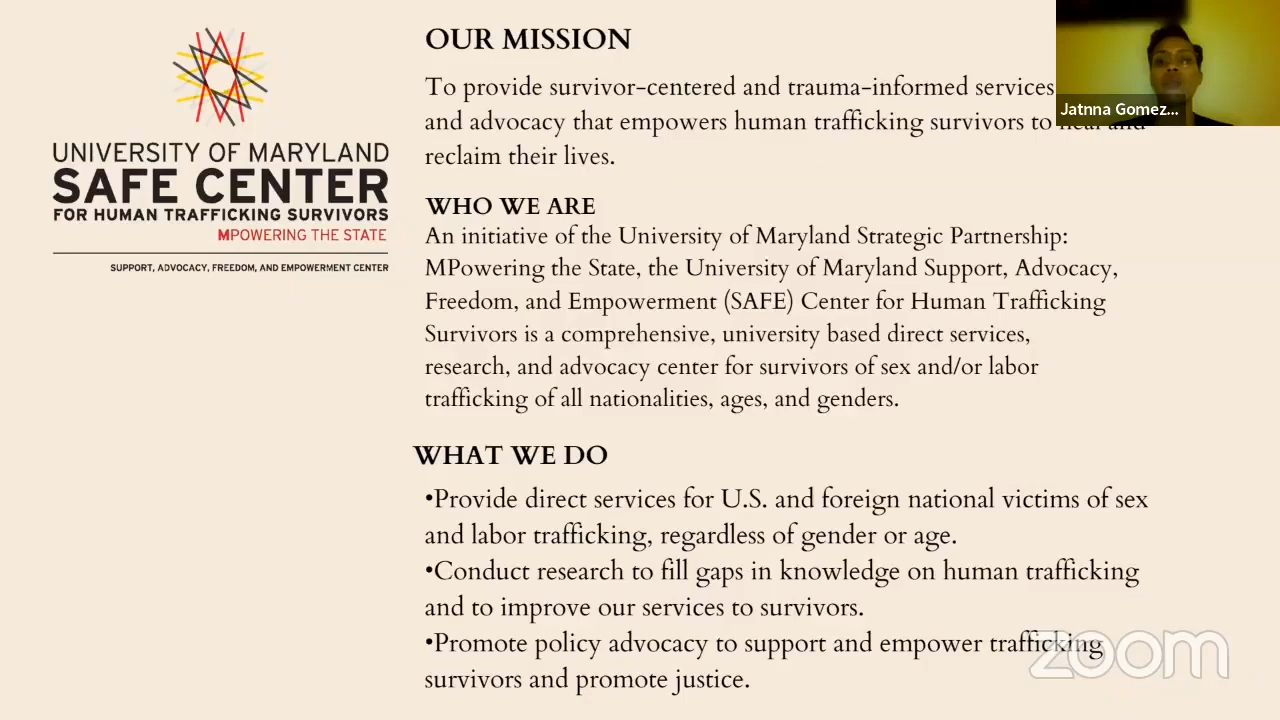 UNIVERSITY OF MARYLAND
SAFE CENTER
FOR HUMAN TRAFFICKING SURVIVORS
MPOWERING THE STATE
SUPPORT, ADVOCACY, FREEDOM, AND EMPOWERMENT CENTER
OUR MISSION
To provide survivor-centered and trauma-informed services
and advocacy that empowers human trafficking survivors to heal and
reclaim their lives.
WHO WE ARE
An initiative of the University of Maryland Strategic Partnership:
MPowering the State, the University of Maryland Support, Advocacy,
Freedom, and Empowerment (SAFE) Center for Human Trafficking
Survivors is a comprehensive, university based direct services,
research, and advocacy center for survivors of sex and/or labor
trafficking of all nationalities, ages, and genders.
WHAT WE DO
•Provide direct services for U.S. and foreign national victims of sex
and labor trafficking, regardless of gender or age.
•Conduct research to fill gaps in knowledge on human trafficking
and to improve our services to survivors.
•Promote policy advocacy to support and empower trafficking
survivors and promote justice.
Jatnna Gomez...
zoom